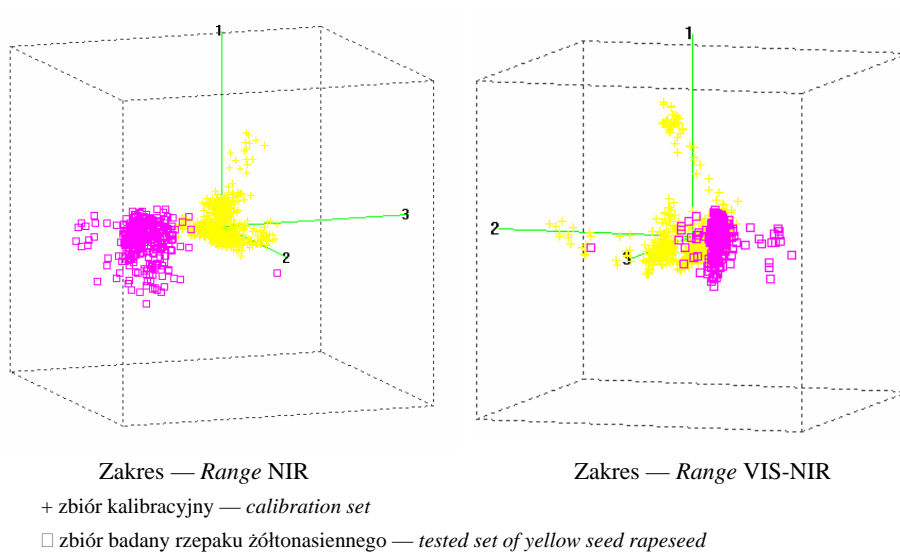 1
3
2
1
2
3
Zakres — Range NIR
Zakres — Range VIS-NIR
+ zbiór kalibracyjny — calibration set
□ zbiór badany rzepaku żółtonasiennego — tested set of yellow seed rapeseed